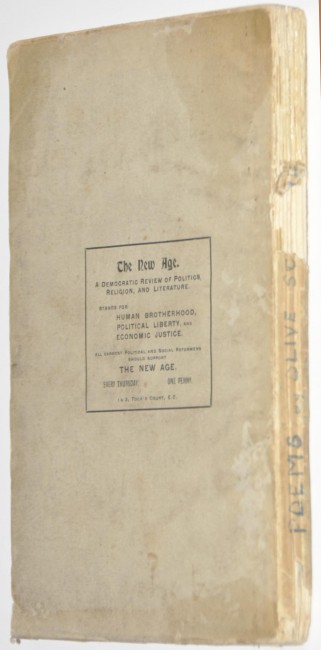 The New Age.
A DEMOCRATIC REVIEW OF POLITICS,
RELIGION, AND LITERATURE.
STANDS FOR
HUMAN BROTHERHOOD,
POLITICAL LIBERTY, AND
ECONOMIC JUSTICE.
ALL EARNEST POLITICAL AND SOCIAL REFORMERS
SHOULD SUPPORT
THE NEW AGE.
EVERY THURSDAY. ONE PENNY.
COURT, E.C.
POEMS OLIVE SC